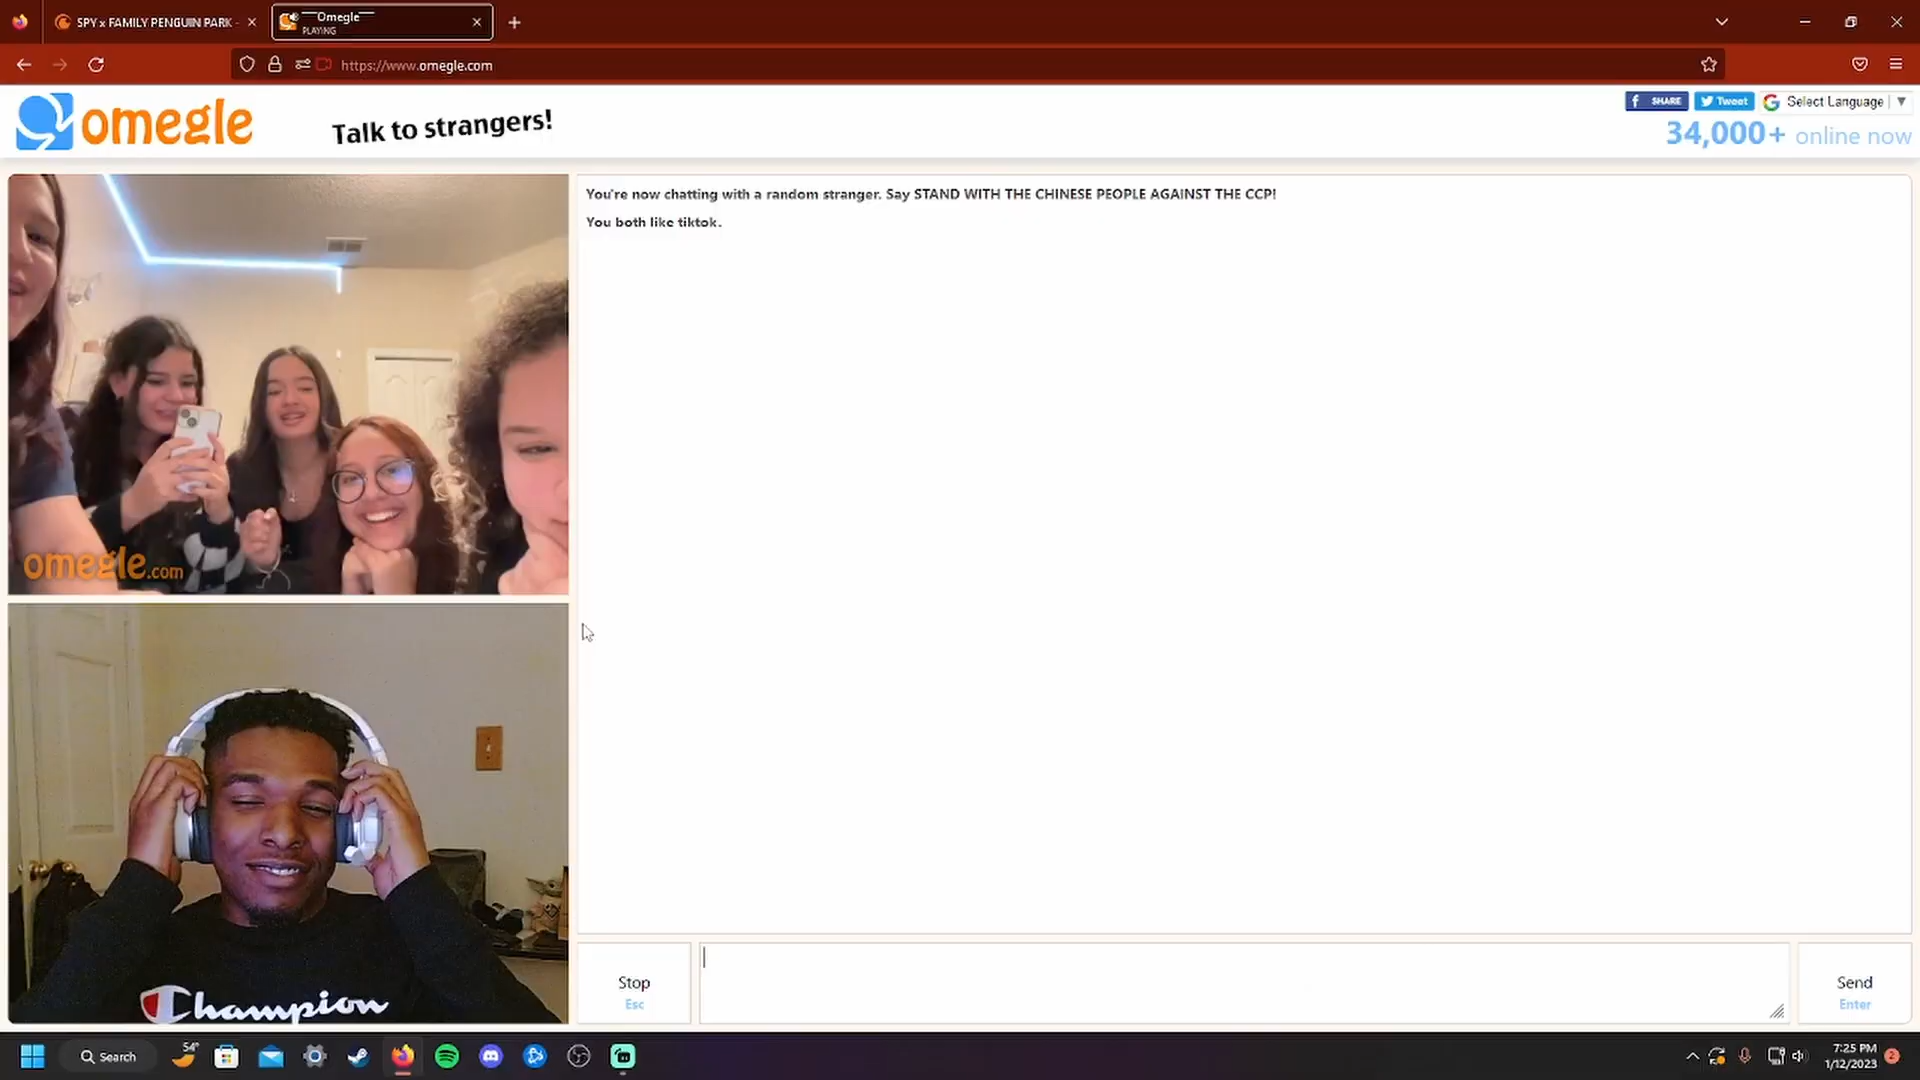 SPY x FAMILY PENGUIN PARK -
Omegle
PLAYING
https://www.omegle.com
omegle
Talk to strangers!
SHARE
Tweet
Select Language
34,000+ online now
You're now chatting with a random stranger. Say STAND WITH THE CHINESE PEOPLE AGAINST THE CCP!
You both like tiktok.
omegle.com
Champion
Stop
Esc
Send
Enter
54°
Search
7:25 PM
1/12/2023
2